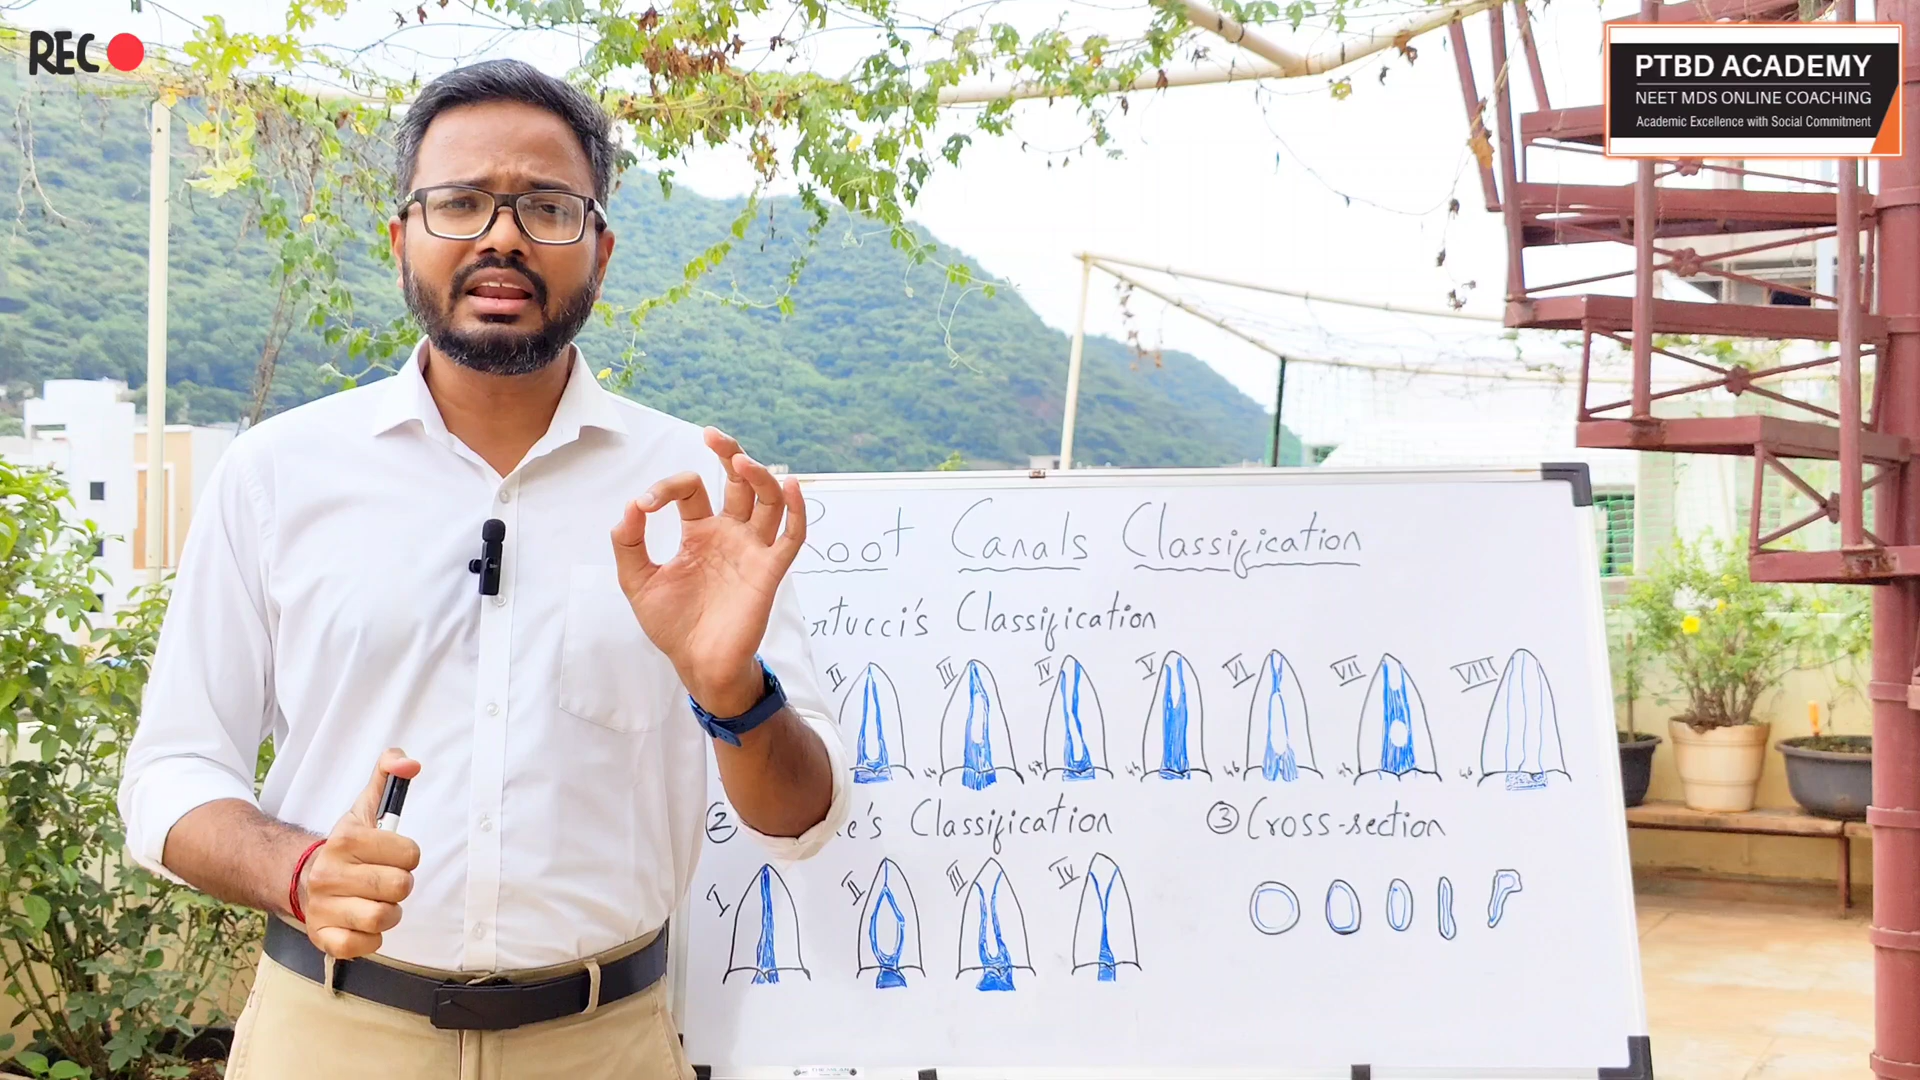 REC
PTBD ACADEMY
NEET MDS ONLINE COACHING
Academic Excellence with Social Commitment
Root Canals Classification
rtucci's Classification
II III IV V VI VII VIII
② e's Classification
③ Cross-section
I II III IV